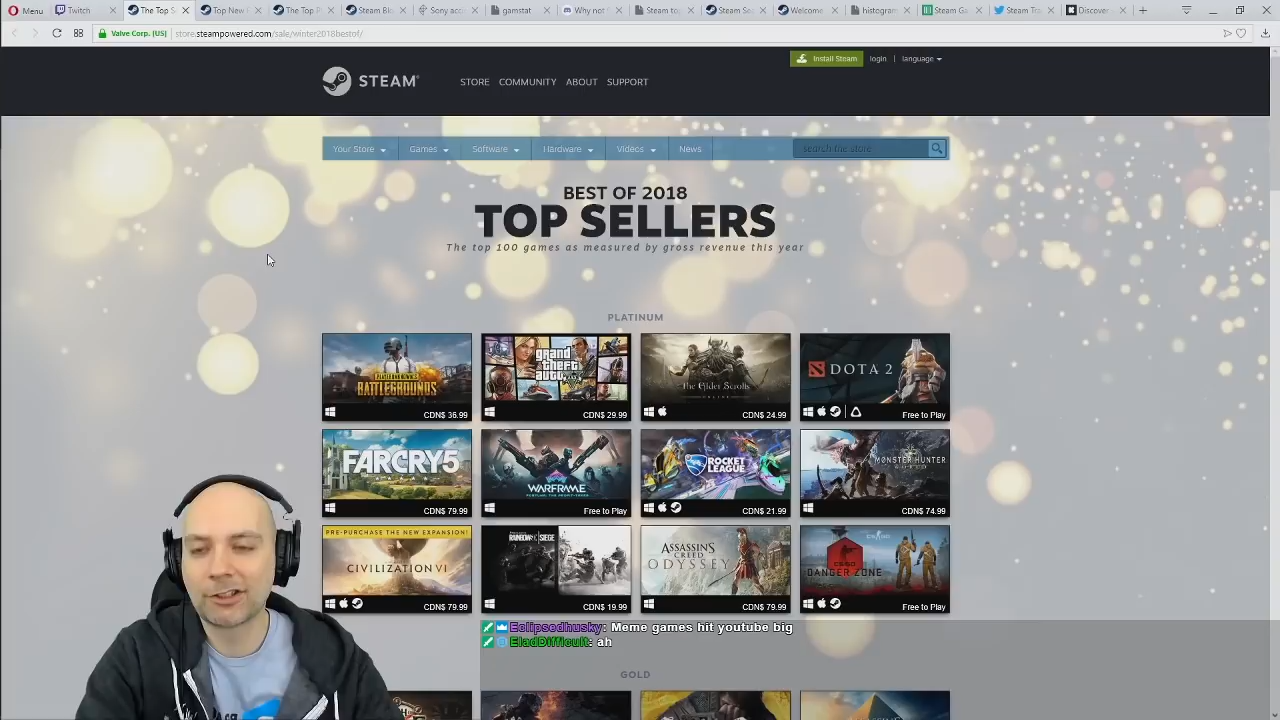 Menu
Twitch
The Top S
Top New R
The Top P
Steam Blo
Sony acco
gamstat
Why not S
Steam to
Steam Se
Welcome
histogram
Steam Ga
Steam Tra
Discover
Valve Corp. [US]
store.steampowered.com/sale/winter2018bestof/
Install Steam
login
language
STEAM
STORE
COMMUNITY
ABOUT
SUPPORT
Your Store
Games
Software
Hardware
Videos
News
search the store
BEST OF 2018
TOP SELLERS
The top 100 games as measured by gross revenue this year
PLATINUM
BATTLEGROUNDS
grand theft auto
The Elder Scrolls
ONLINE
DOTA 2
CDN$ 36.99
CDN$ 29.99
CDN$ 24.99
Free to Play
FARCRY5
WARFRAME
ROCKET LEAGUE
MONSTER HUNTER
WORLD
CDN$ 79.99
Free to Play
CDN$ 21.99
CDN$ 74.99
PRE-PURCHASE THE NEW EXPANSION!
CIVILIZATION VI
RAINBOW SIEGE
ASSASSIN'S CREED
ODYSSEY
CS:GO
DANGER ZONE
CDN$ 79.99
CDN$ 19.99
CDN$ 79.99
Free to Play
Eclipsedhusky: Meme games hit youtube big
EladDifficult: ah
GOLD